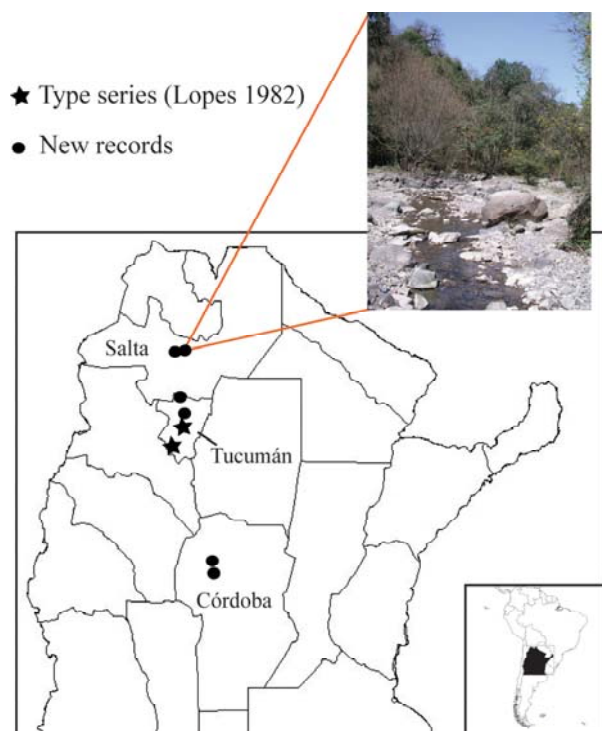 Type series (Lopes 1982)
New records
Salta
Tucumán
Córdoba